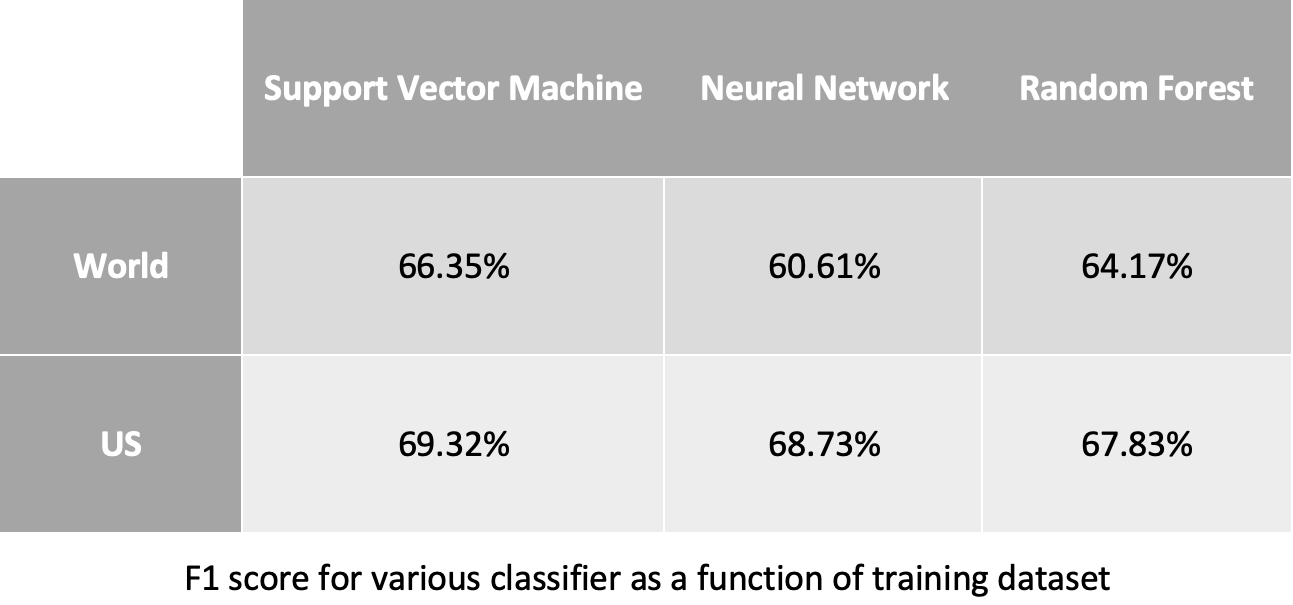 Support Vector Machine Neural Network Random Forest
World 66.35% 60.61% 64.17%
US 69.32% 68.73% 67.83%
F1 score for various classifier as a function of training dataset